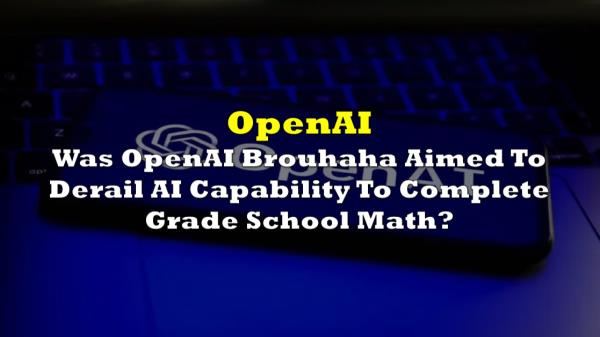 OpenAI
Was OpenAI Brouhaha Aimed To
Derail AI Capability To Complete
Grade School Math?
OpenAI